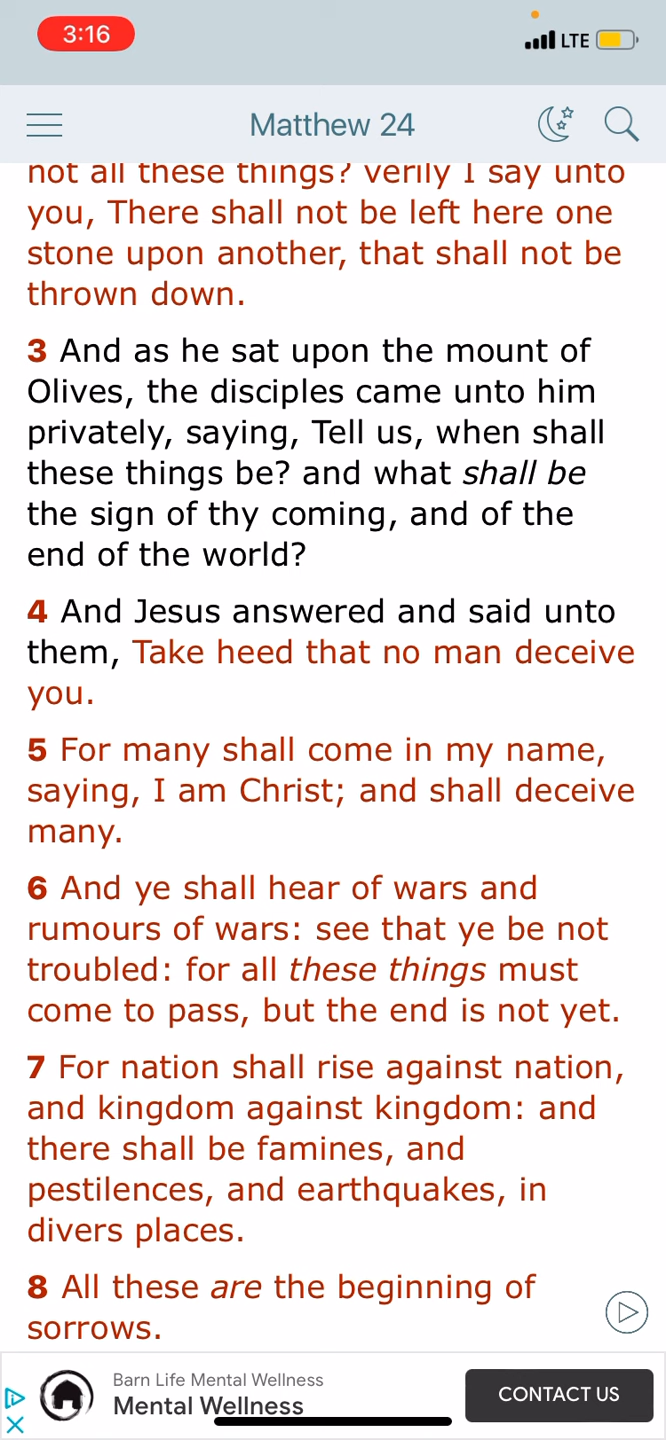 3:16
LTE
Matthew 24
not all these things? verily I say unto
you, There shall not be left here one
stone upon another, that shall not be
thrown down.
3 And as he sat upon the mount of
Olives, the disciples came unto him
privately, saying, Tell us, when shall
these things be? and what shall be
the sign of thy coming, and of the
end of the world?
4 And Jesus answered and said unto
them, Take heed that no man deceive
you.
5 For many shall come in my name,
saying, I am Christ; and shall deceive
many.
6 And ye shall hear of wars and
rumours of wars: see that ye be not
troubled: for all these things must
come to pass, but the end is not yet.
7 For nation shall rise against nation,
and kingdom against kingdom: and
there shall be famines, and
pestilences, and earthquakes, in
divers places.
8 All these are the beginning of
sorrows.
Barn Life Mental Wellness
Mental Wellness
CONTACT US